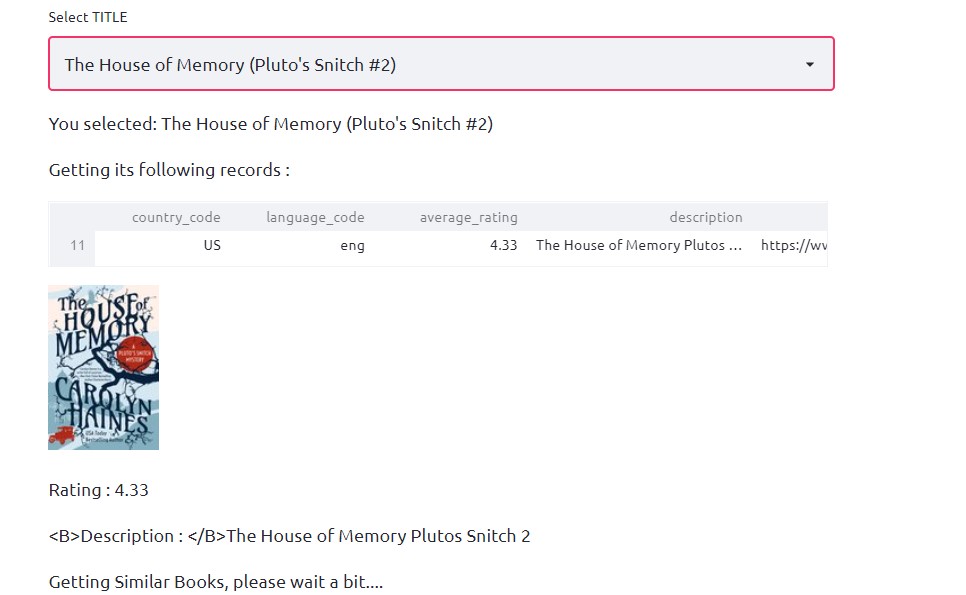 Select TITLE
The House of Memory (Pluto's Snitch #2)
You selected: The House of Memory (Pluto's Snitch #2)
Getting its following records :
country_code language_code average_rating description
11 US eng 4.33 The House of Memory Plutos ... https://ww
The
HOUSE of
MEMORY
A
PLUTO'S SNITCH
MYSTERY
CAROLYN
HAINES
USA Today
Bestselling Author
Rating : 4.33
<B>Description : </B>The House of Memory Plutos Snitch 2
Getting Similar Books, please wait a bit....